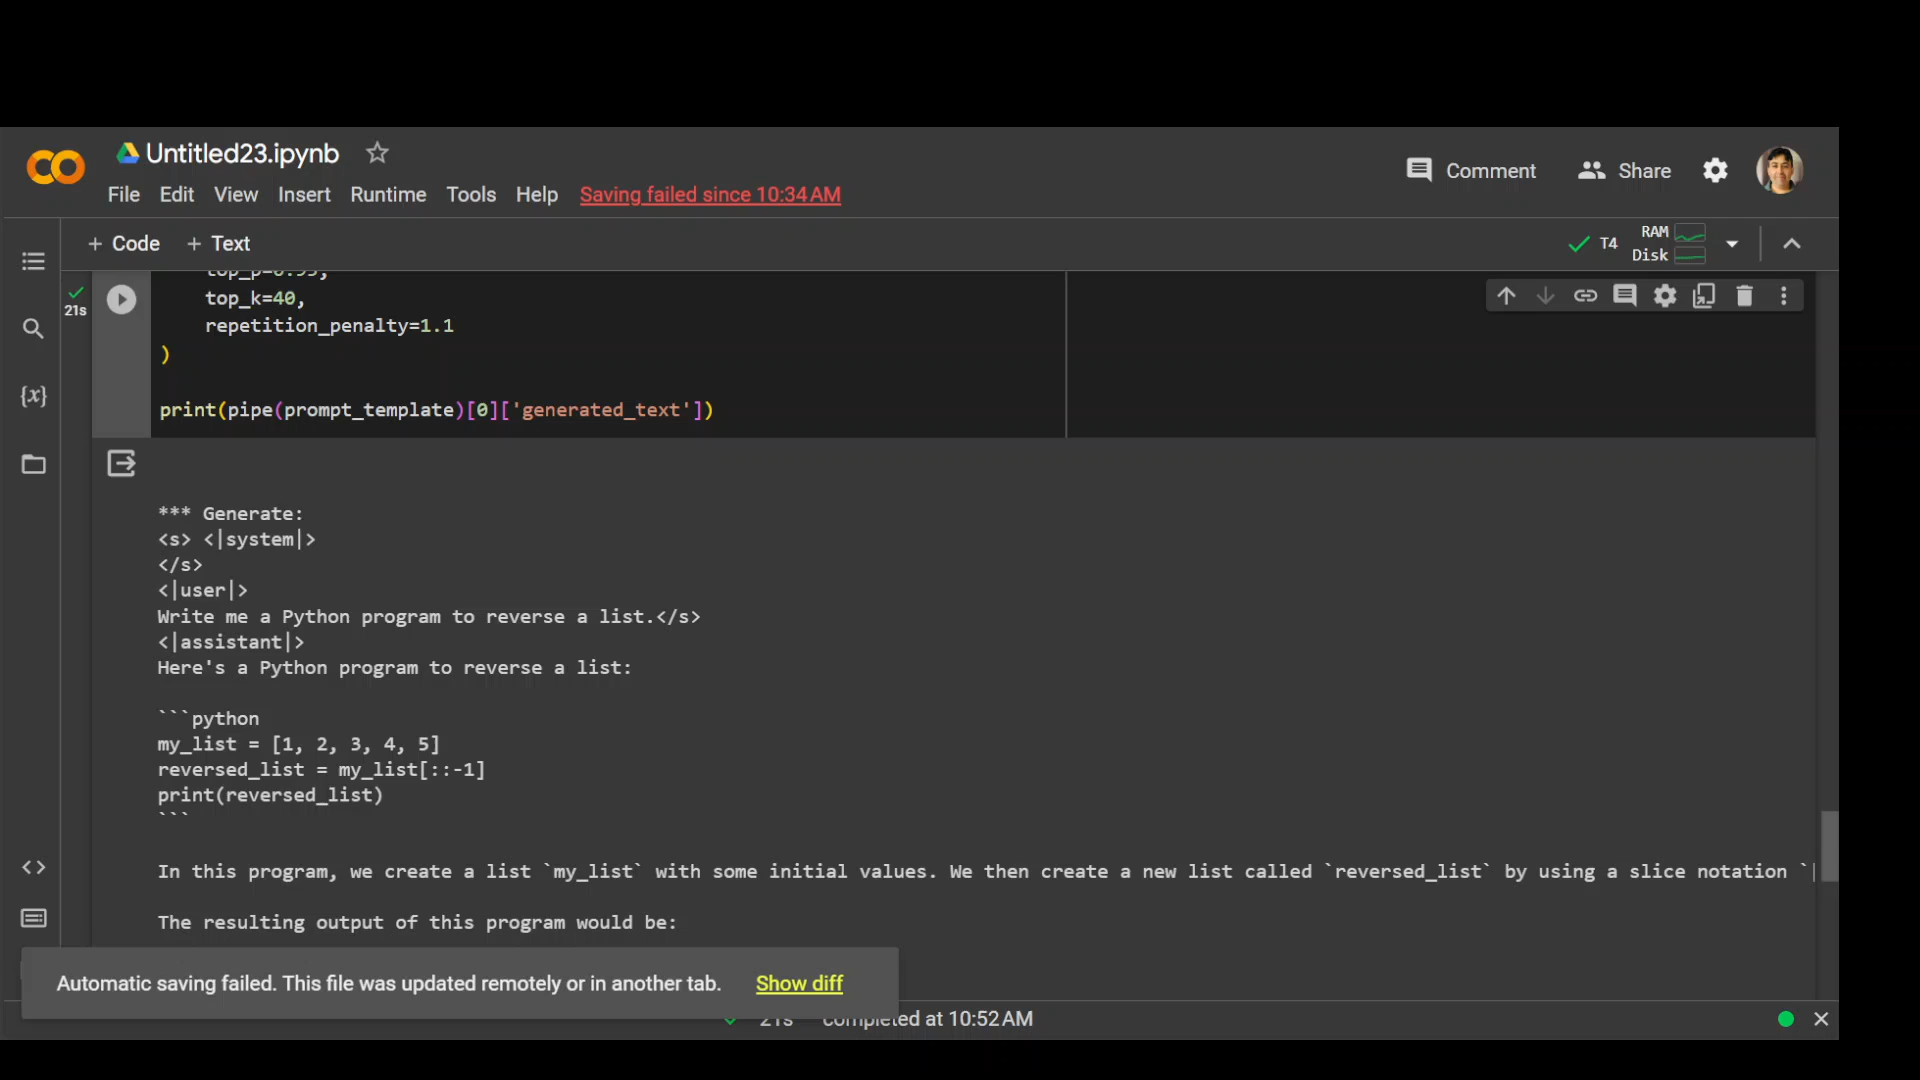 Untitled23.ipynb
File Edit View Insert Runtime Tools Help Saving failed since 10:34 AM
Comment Share
+ Code + Text
T4 RAM
Disk
21s
top_p=0.95,
top_k=40,
repetition_penalty=1.1
)
print(pipe(prompt_template)[0]['generated_text'])
{x}
*** Generate:
<s> <|system|>
</s>
<|user|>
Write me a Python program to reverse a list.</s>
<|assistant|>
Here's a Python program to reverse a list:
```python
my_list = [1, 2, 3, 4, 5]
reversed_list = my_list[::-1]
print(reversed_list)
```
In this program, we create a list `my_list` with some initial values. We then create a new list called `reversed_list` by using a slice notation `
The resulting output of this program would be:
Automatic saving failed. This file was updated remotely or in another tab. Show diff
21s completed at 10:52 AM